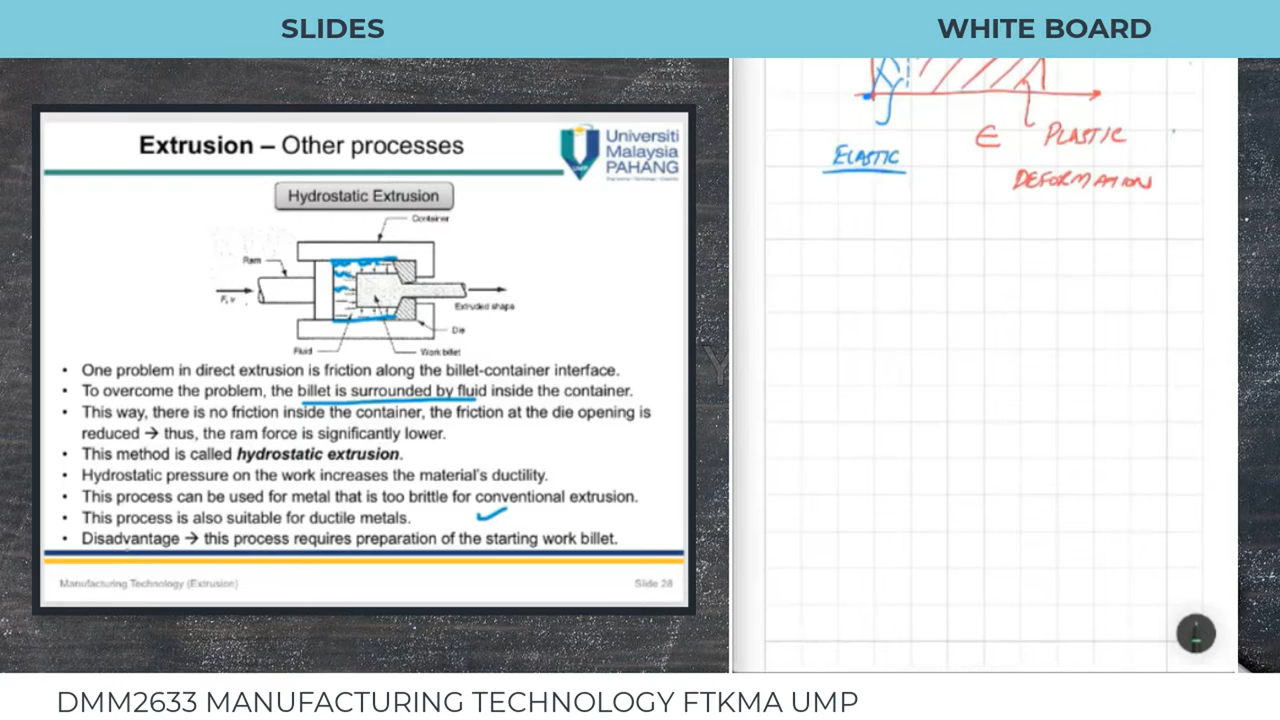 SLIDES
WHITE BOARD
Extrusion – Other processes
Universiti
Malaysia
PAHANG
Hydrostatic Extrusion
Container
Ram
F, v
Extruded shape
Die
Fluid
Work billet
• One problem in direct extrusion is friction along the billet-container interface.
• To overcome the problem, the billet is surrounded by fluid inside the container.
• This way, there is no friction inside the container, the friction at the die opening is
reduced → thus, the ram force is significantly lower.
• This method is called hydrostatic extrusion.
• Hydrostatic pressure on the work increases the material's ductility.
• This process can be used for metal that is too brittle for conventional extrusion.
• This process is also suitable for ductile metals.
• Disadvantage → this process requires preparation of the starting work billet.
Manufacturing Technology (Extrusion)
Slide 28
ELASTIC
∈
PLASTIC
DEFORMATION
DMM2633 MANUFACTURING TECHNOLOGY FTKMA UMP